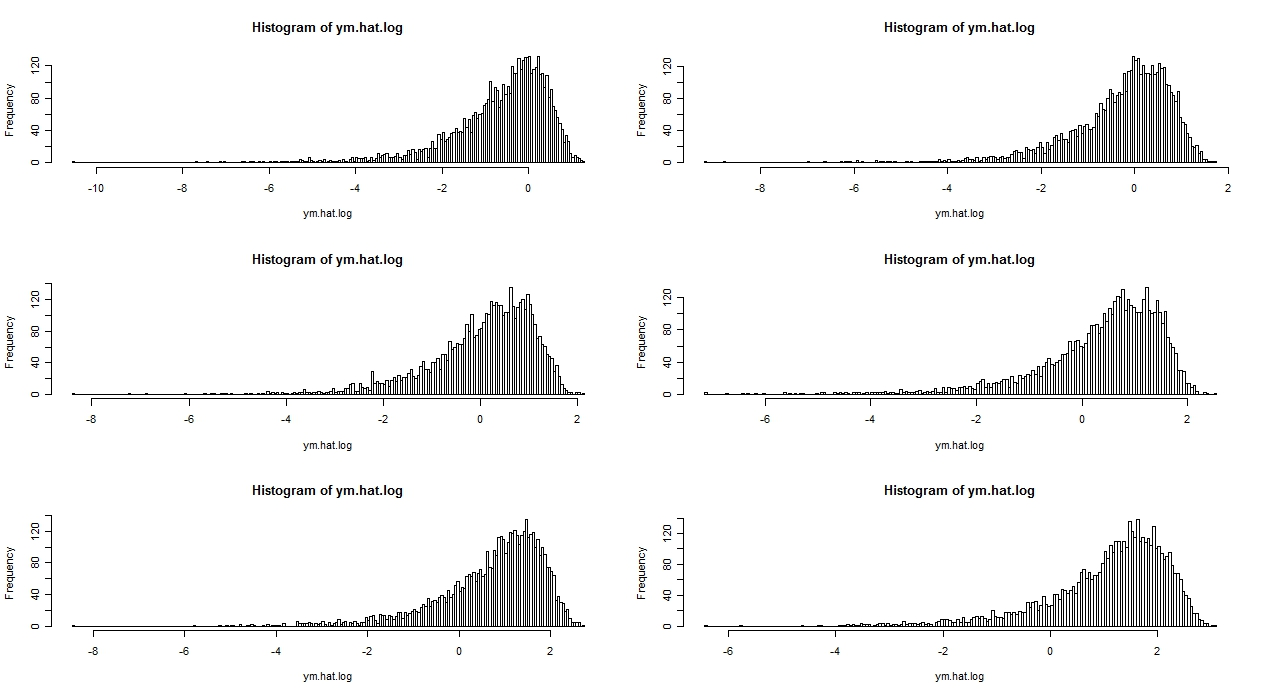 Histogram of ym.hat.log
Frequency
0 40 80 120
-10 -8 -6 -4 -2 0
ym.hat.log
Histogram of ym.hat.log
Frequency
0 40 80 120
-8 -6 -4 -2 0 2
ym.hat.log
Histogram of ym.hat.log
Frequency
0 40 80 120
-8 -6 -4 -2 0 2
ym.hat.log
Histogram of ym.hat.log
Frequency
0 40 80 120
-6 -4 -2 0 2
ym.hat.log
Histogram of ym.hat.log
Frequency
0 40 80 120
-8 -6 -4 -2 0 2
ym.hat.log
Histogram of ym.hat.log
Frequency
0 40 80 120
-6 -4 -2 0 2
ym.hat.log